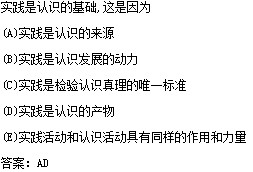 实践是认识的基础,这是因为
(A)实践是认识的来源
(B)实践是认识发展的动力
(C)实践是检验认识真理的唯一标准
(D)实践是认识的产物
(E)实践活动和认识活动具有同样的作用和力量
答案: AD